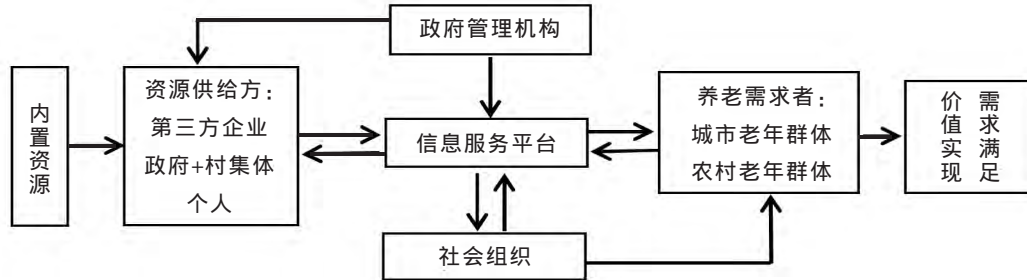 政府管理机构
内置资源
资源供给方：
第三方企业
政府+村集体
个人
信息服务平台
养老需求者：
城市老年群体
农村老年群体
需求满足
价值实现
社会组织